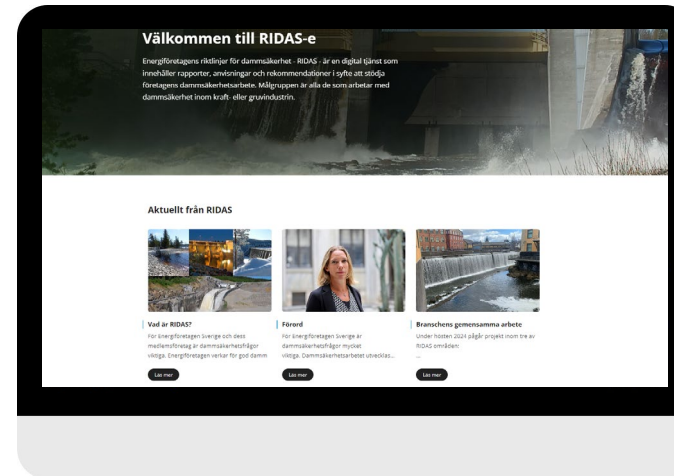 Välkommen till RIDAS-e
Energiföretagens riktlinjer för dammsäkerhet - RIDAS - är en digital tjänst som
innehåller rapporter, anvisningar och rekommendationer i syfte att stödja
företagens dammsäkerhetsarbete. Målgruppen är alla de som arbetar med
dammsäkerhet inom kraft- eller gruvindustrin.
Aktuellt från RIDAS
Vad är RIDAS?
För Energiföretagen Sverige och dess
medlemsföretag är dammsäkerhetsfrågor
viktiga. Energiföretagen verkar för god damm
Läs mer
Förord
För Energiföretagen Sverige är
dammsäkerhetsfrågor mycket
viktiga. Dammsäkerhetsarbetet utvecklas...
Läs mer
Branschens gemensamma arbete
Under hösten 2024 pågår projekt inom tre av
RIDAS områden:
...
Läs mer